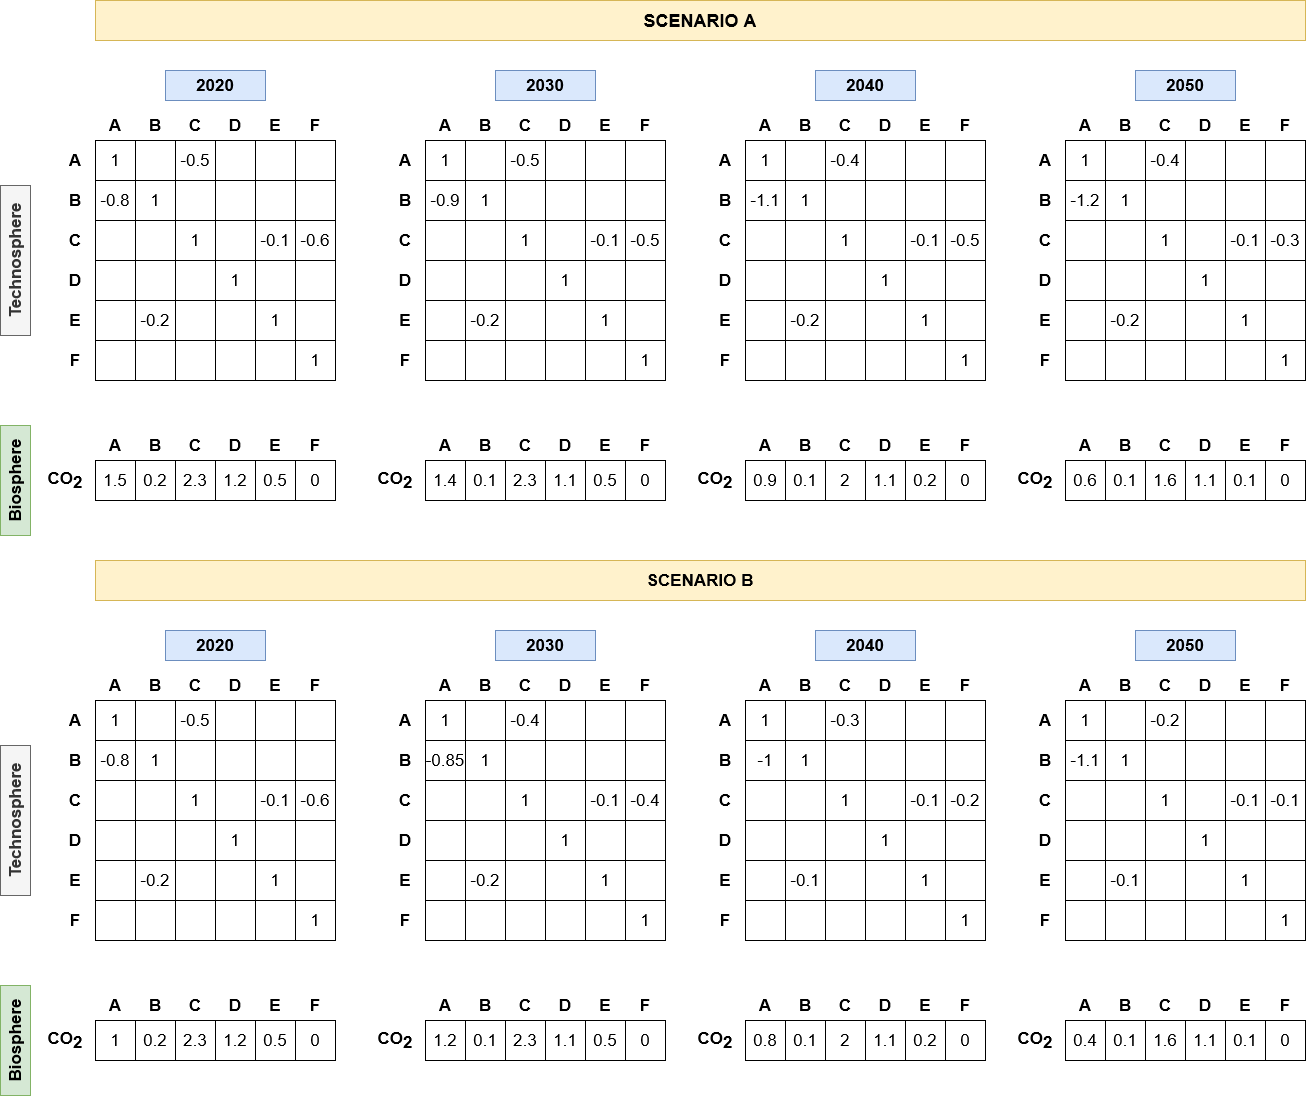 SCENARIO A
2020 2030 2040 2050
A B C D E F A B C D E F A B C D E F A B C D E F
A 1 -0.5 A 1 -0.5 A 1 -0.4 A 1 -0.4
B -0.8 1 B -0.9 1 B -1.1 1 B -1.2 1
Technosphere
C 1 -0.1 -0.6 C 1 -0.1 -0.5 C 1 -0.1 -0.5 C 1 -0.1 -0.3
D 1 D 1 D 1 D 1
E -0.2 1 E -0.2 1 E -0.2 1 E -0.2 1
F 1 F 1 F 1 F 1
A B C D E F A B C D E F A B C D E F A B C D E F
Biosphere
CO2 1.5 0.2 2.3 1.2 0.5 0 CO2 1.4 0.1 2.3 1.1 0.5 0 CO2 0.9 0.1 2 1.1 0.2 0 CO2 0.6 0.1 1.6 1.1 0.1 0
SCENARIO B
2020 2030 2040 2050
A B C D E F A B C D E F A B C D E F A B C D E F
A 1 -0.5 A 1 -0.4 A 1 -0.3 A 1 -0.2
B -0.8 1 B -0.85 1 B -1 1 B -1.1 1
Technosphere
C 1 -0.1 -0.6 C 1 -0.1 -0.4 C 1 -0.1 -0.2 C 1 -0.1 -0.1
D 1 D 1 D 1 D 1
E -0.2 1 E -0.2 1 E -0.1 1 E -0.1 1
F 1 F 1 F 1 F 1
A B C D E F A B C D E F A B C D E F A B C D E F
Biosphere
CO2 1 0.2 2.3 1.2 0.5 0 CO2 1.2 0.1 2.3 1.1 0.5 0 CO2 0.8 0.1 2 1.1 0.2 0 CO2 0.4 0.1 1.6 1.1 0.1 0